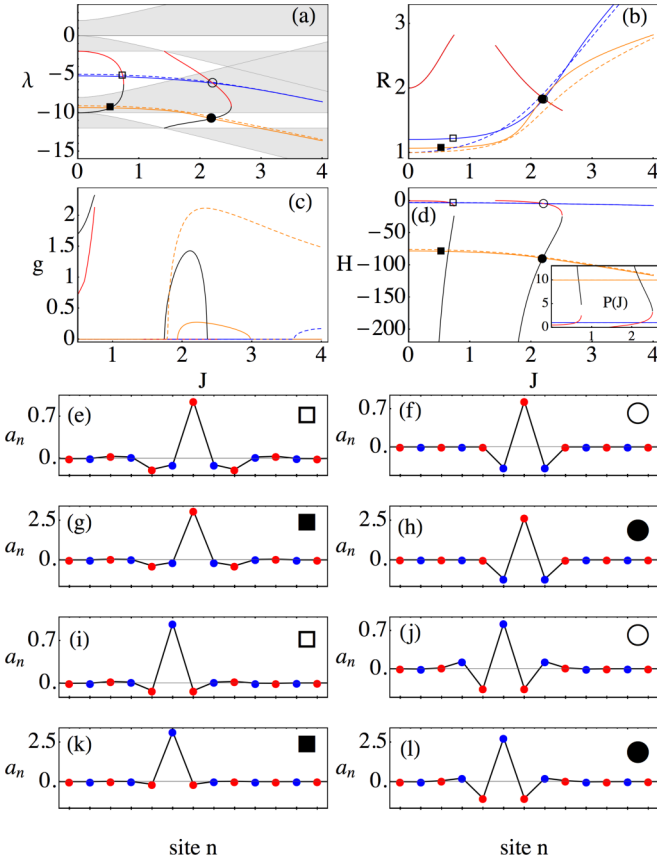 (a)
0
λ
−5
−10
−15
0 1 2 3 4
(b)
3
R
2
1
0 1 2 3 4
(c)
2
1.5
g
1
0.5
0
1 2 3 4
J
(d)
0
−50
H −100
−150
−200
0 1 2 3 4
J
10
P(J)
5
0
1 2
(e)
0.7
a_n
0.
(f)
0.7
a_n
0.
(g)
2.5
a_n
0.
(h)
2.5
a_n
0.
(i)
0.7
a_n
0.
(j)
0.7
a_n
0.
(k)
2.5
a_n
0.
(l)
2.5
a_n
0.
site n
site n